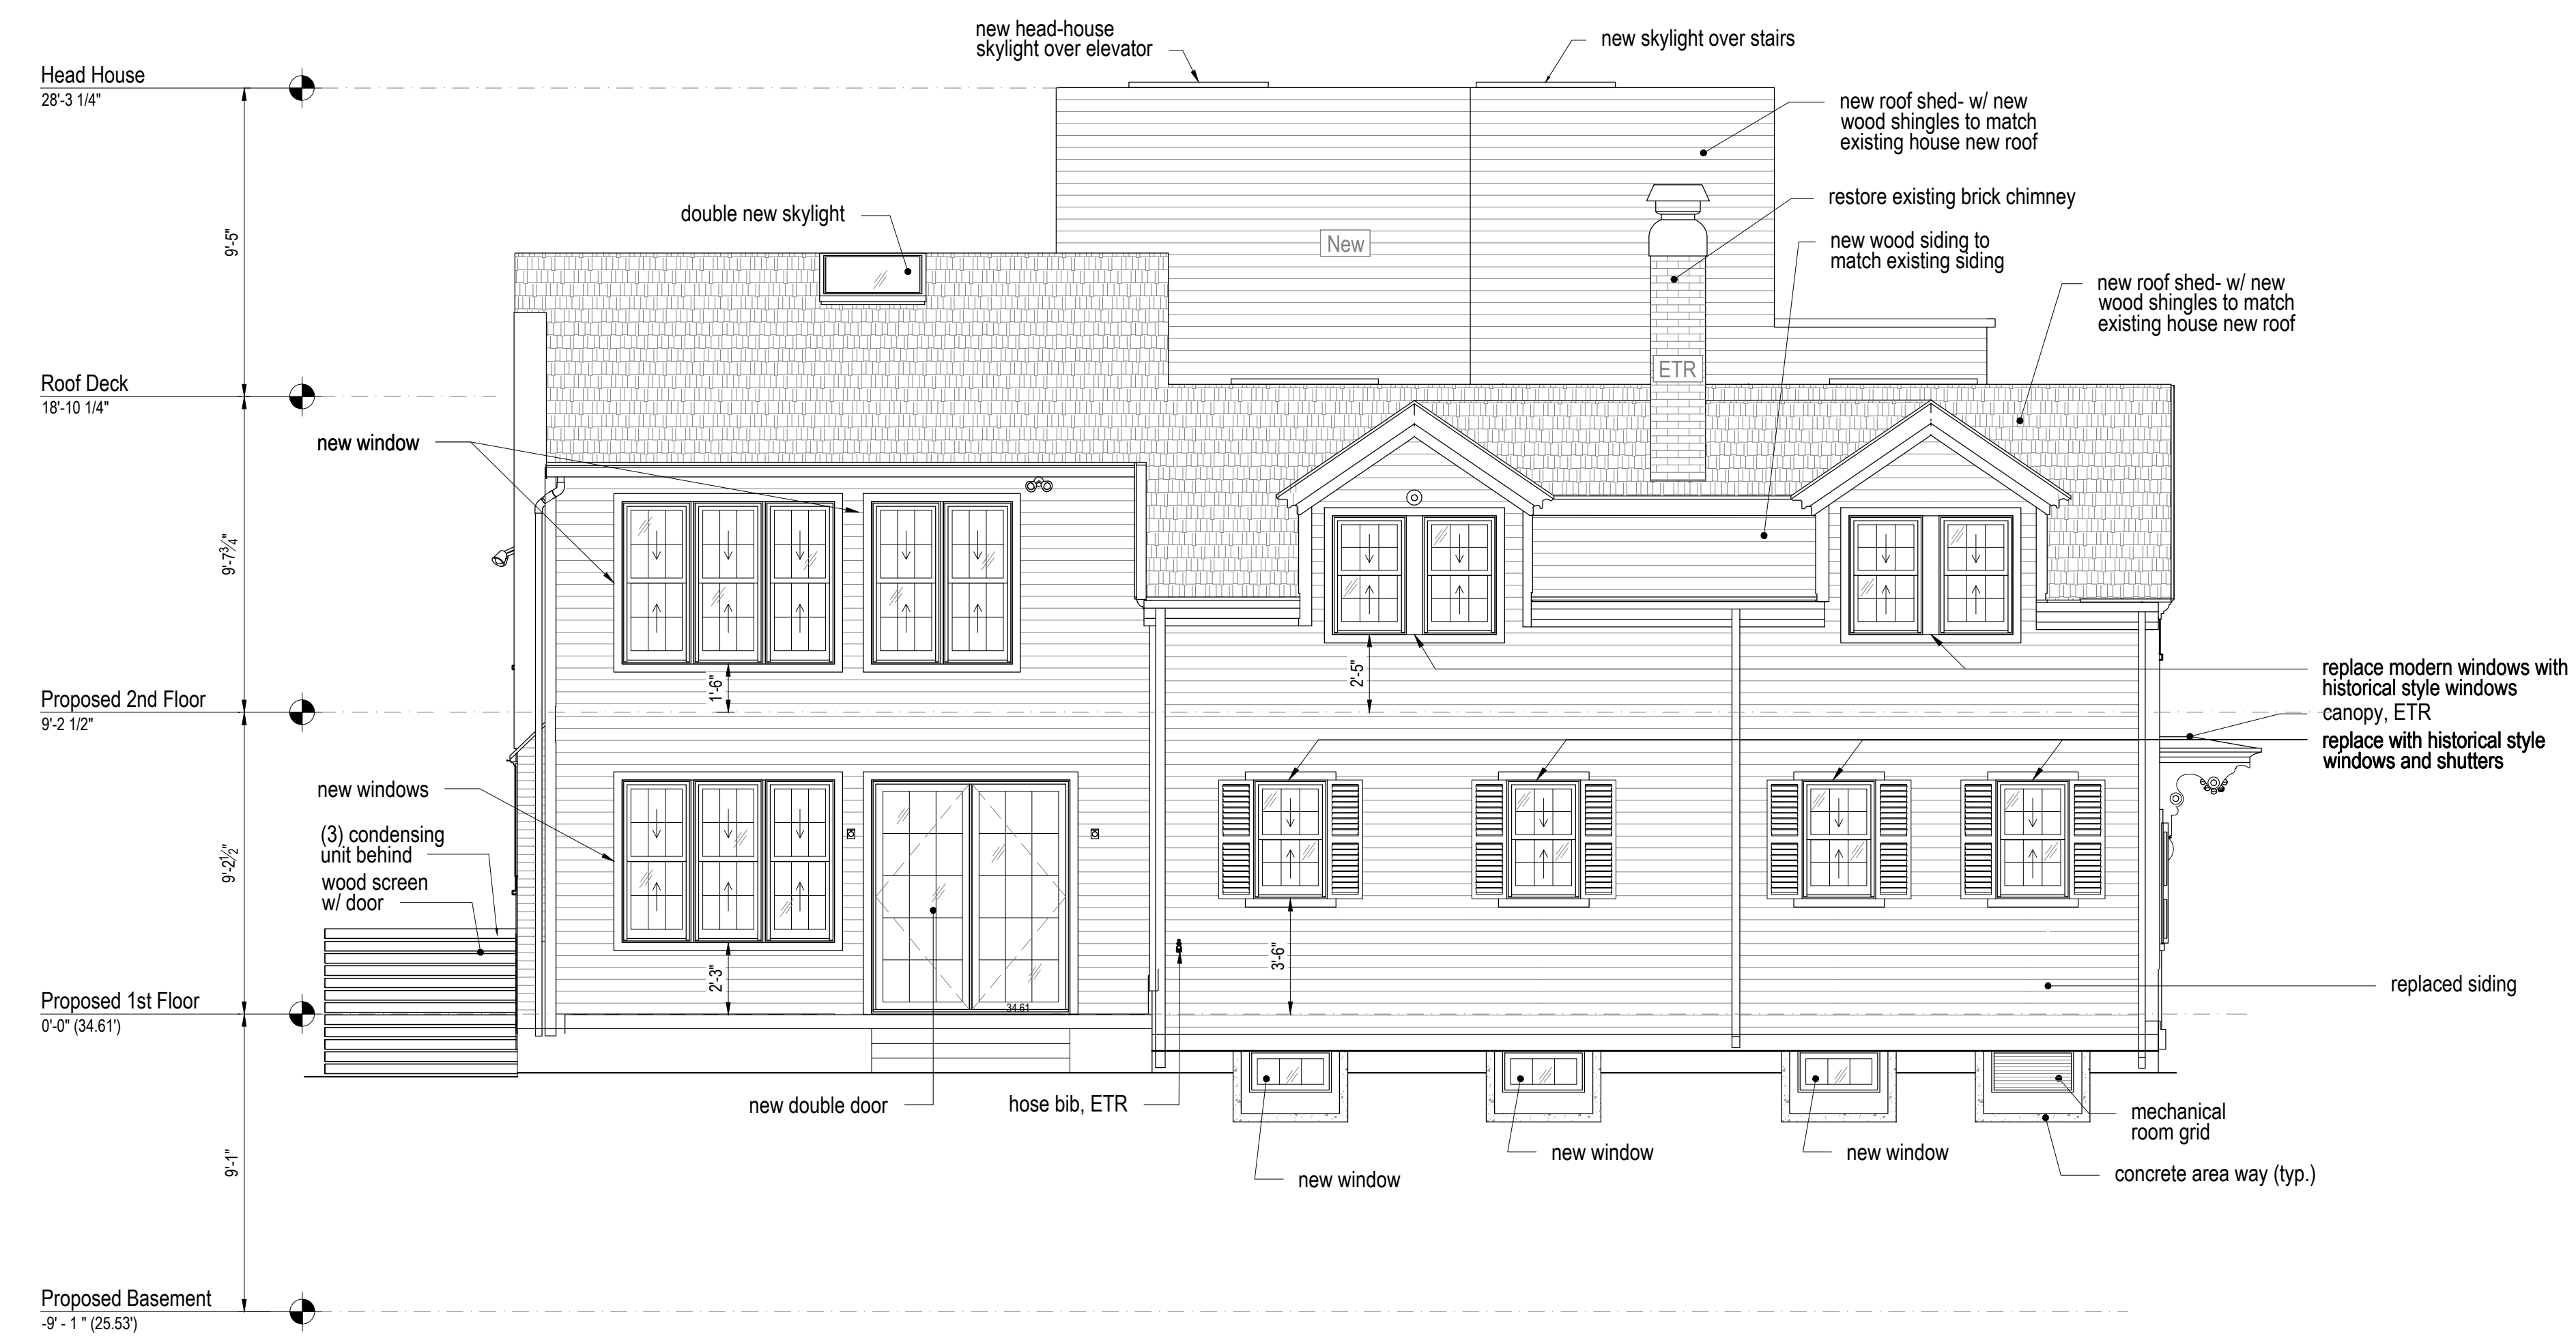 new head-house
skylight over elevator
new skylight over stairs
Head House
28'-3 1/4"
new roof shed- w/ new
wood shingles to match
existing house new roof
restore existing brick chimney
double new skylight
9'-5"
New
new wood siding to
match existing siding
new roof shed- w/ new
wood shingles to match
existing house new roof
ETR
Roof Deck
18'-10 1/4"
new window
9'-7¾"
replace modern windows with
historical style windows
1'-6"
2'-5"
Proposed 2nd Floor
9'-2 1/2"
canopy, ETR
replace with historical style
windows and shutters
new windows
(3) condensing
unit behind
wood screen
w/ door
9'-2½"
2'-3"
3'-6"
replaced siding
Proposed 1st Floor
0'-0" (34.61')
34.61
new double door
hose bib, ETR
mechanical
room grid
new window
new window
new window
concrete area way (typ.)
9'-1"
Proposed Basement
-9' - 1 " (25.53')